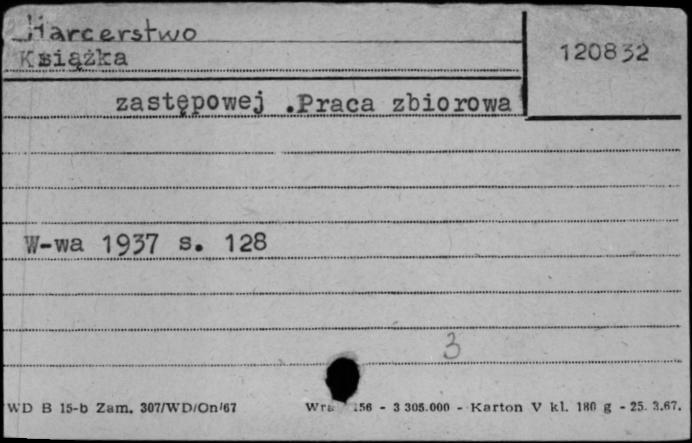 Harcerstwo
Książka
120832
zastępowej .Praca zbiorowa
W-wa 1937 s. 128
3
WD B 15-b Zam. 307/WD/On/67 156 - 3 305.000 - Karton V kl. 180 g - 25. 3.67.